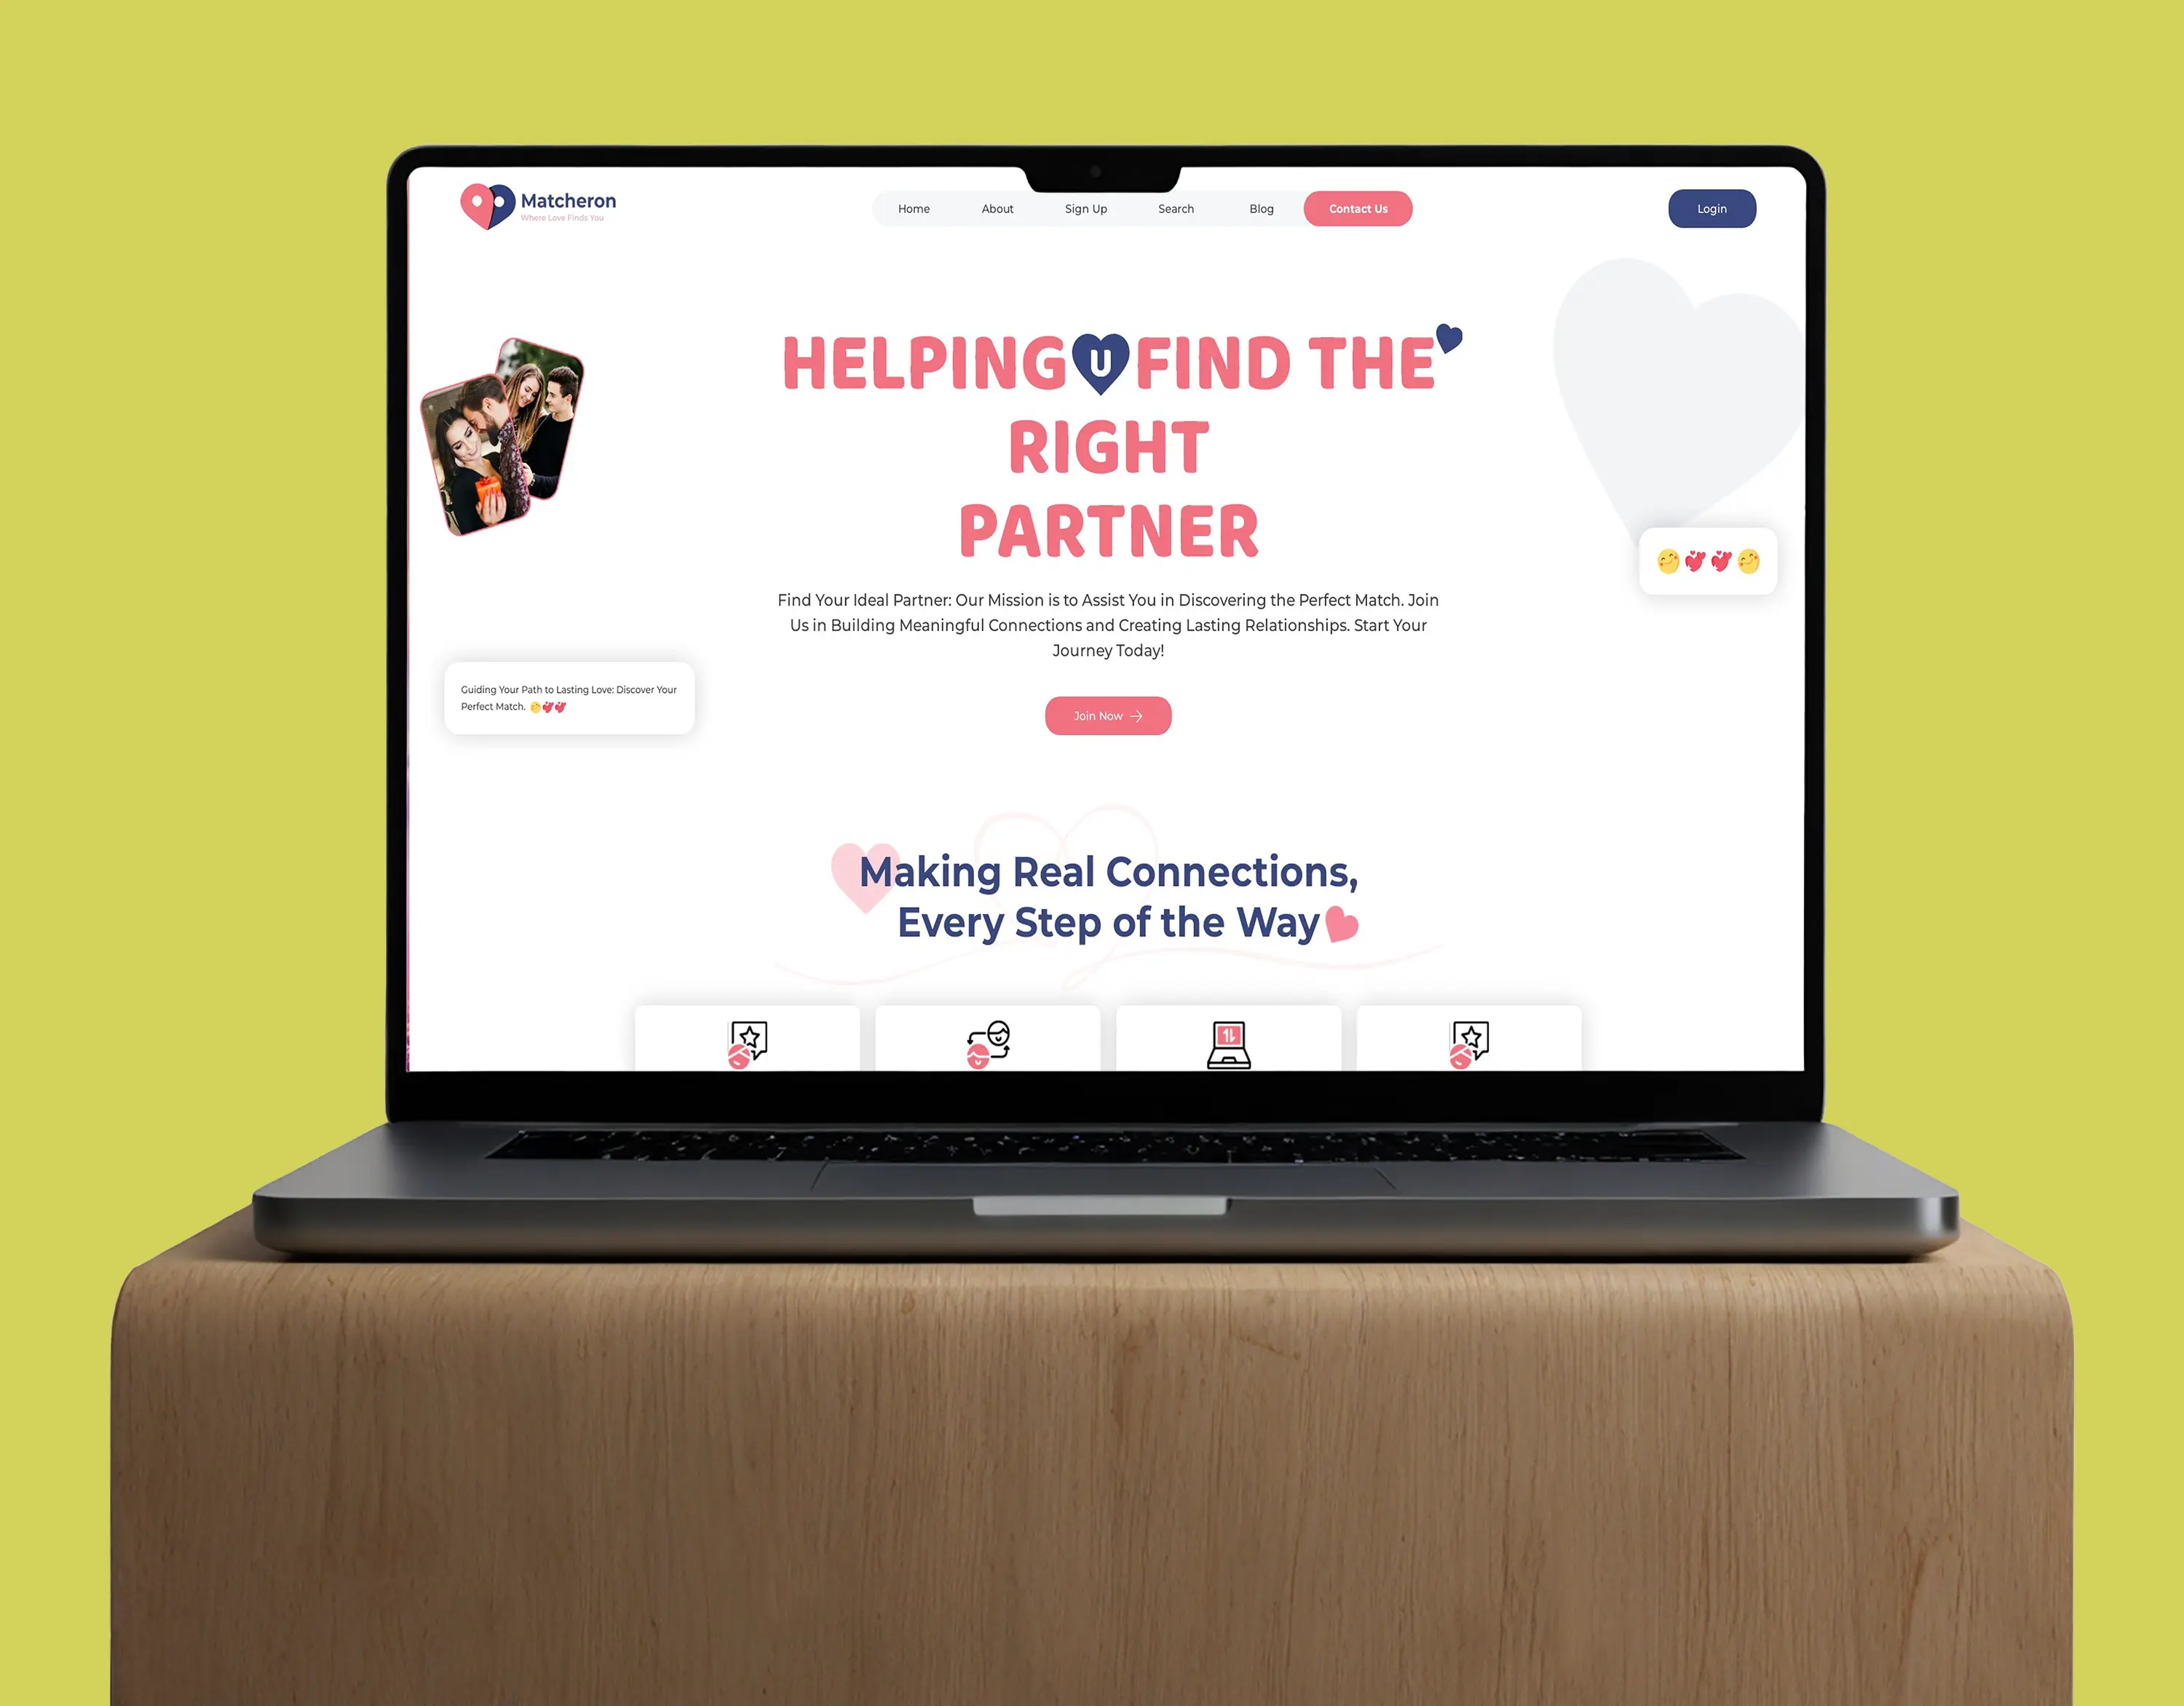 Matcheron
Where Love Finds You
Home About Sign Up Search Blog Contact Us
Login
HELPING U FIND THE
RIGHT
PARTNER
Find Your Ideal Partner: Our Mission is to Assist You in Discovering the Perfect Match. Join
Us in Building Meaningful Connections and Creating Lasting Relationships. Start Your
Journey Today!
Join Now →
Guiding Your Path to Lasting Love: Discover Your
Perfect Match. 🤭💞💞
🤭💞💞🤭
Making Real Connections,
Every Step of the Way